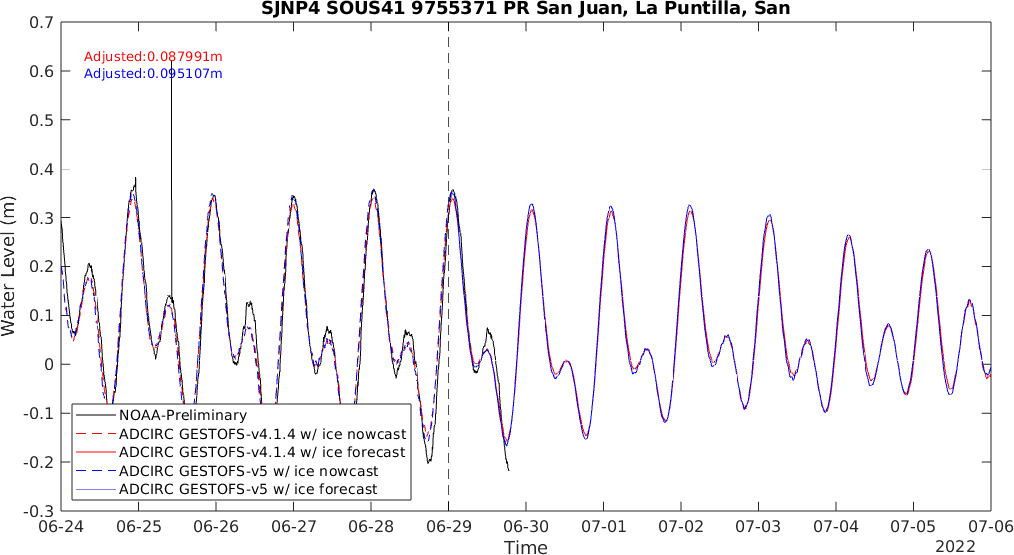 SJNP4 SOUS41 9755371 PR San Juan, La Puntilla, San
0.7
0.6
0.5
0.4
0.3
0.2
0.1
0
-0.1
-0.2
-0.3
Water Level (m)
Adjusted:0.087991m
Adjusted:0.095107m
NOAA-Preliminary
ADCIRC GESTOFS-v4.1.4 w/ ice nowcast
ADCIRC GESTOFS-v4.1.4 w/ ice forecast
ADCIRC GESTOFS-v5 w/ ice nowcast
ADCIRC GESTOFS-v5 w/ ice forecast
06-24 06-25 06-26 06-27 06-28 06-29 06-30 07-01 07-02 07-03 07-04 07-05 07-06
Time
2022